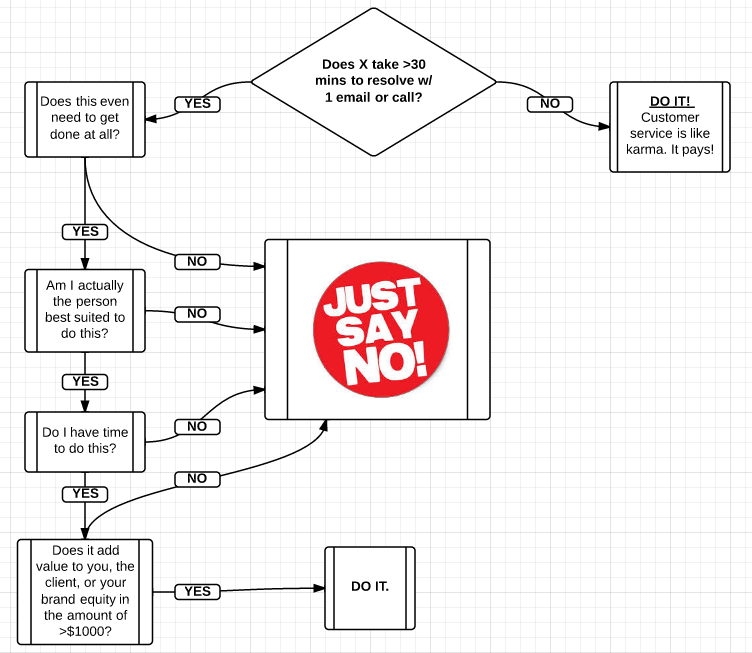 Does X take >30
mins to resolve w/
1 email or call?
YES
NO
Does this even
need to get
done at all?
DO IT!
Customer
service is like
karma. It pays!
YES
NO
Am I actually
the person
best suited to
do this?
NO
JUST
SAY
NO!
YES
Do I have time
to do this?
NO
YES
NO
Does it add
value to you, the
client, or your
brand equity in
the amount of
>$1000?
YES
DO IT.